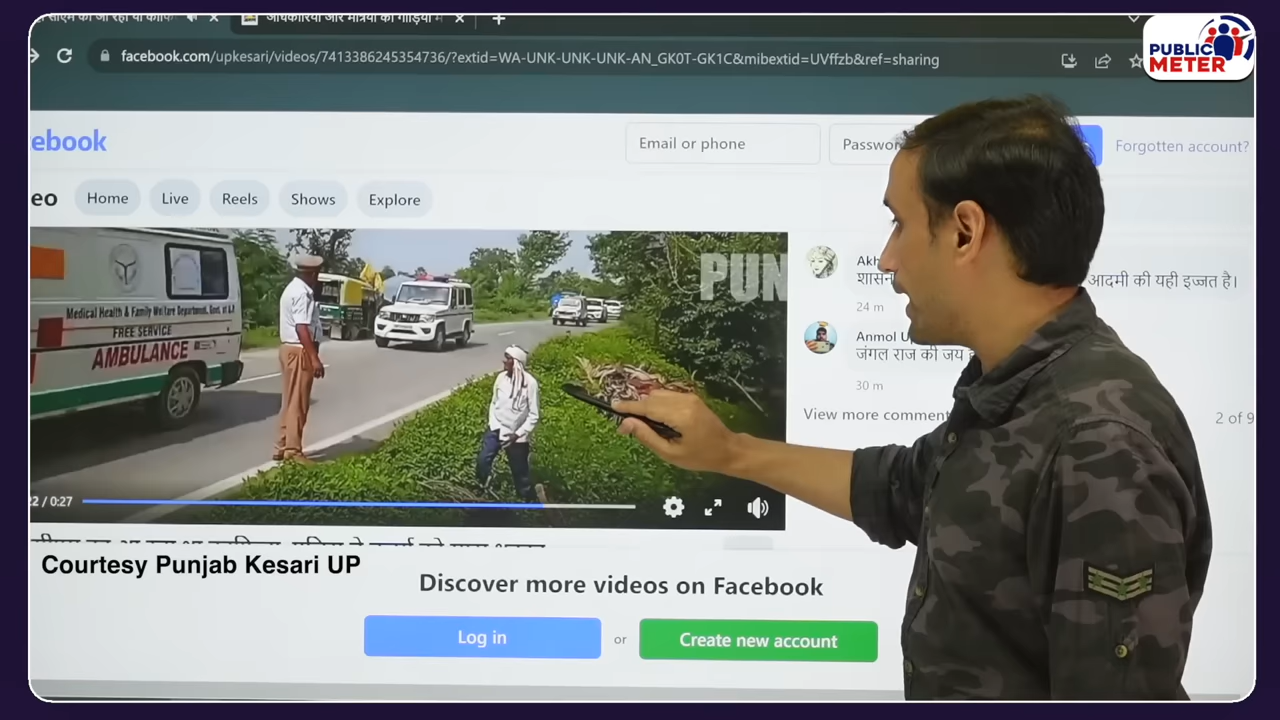 PUBLIC
METER
facebook.com/upkesari/videos/7413386245354736/?extid=WA-UNK-UNK-UNK-AN_GK0T-GK1C&mibextid=UVffzb&ref=sharing
ebook
Email or phone
Passwor
Forgotten account?
eo
Home
Live
Reels
Shows
Explore
PUN
Medical Health & Family Welfare Department, Govt. of U.P
FREE SERVICE
AMBULANCE
Akh
शासन
आदमी की यही इज्जत है।
24 m
Anmol U
जंगल राज की जय
30 m
View more comment
2 of 9
22 / 0:27
Courtesy Punjab Kesari UP
Discover more videos on Facebook
Log in
or
Create new account